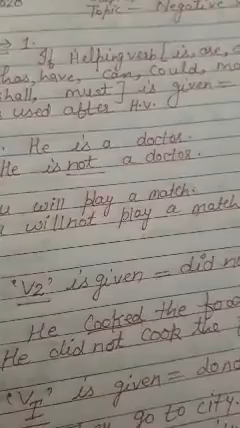 Topic - Negative
⇒ 1.
If Helping verb [is, are,
has, have, can, could,
shall, must] is given =
used after H.V.
He is a doctor.
He is not a doctor.
will play a match.
will not play a match
'V2' is given = did
He Cooked the
He did not cook the
'V1' is given =
go to city.